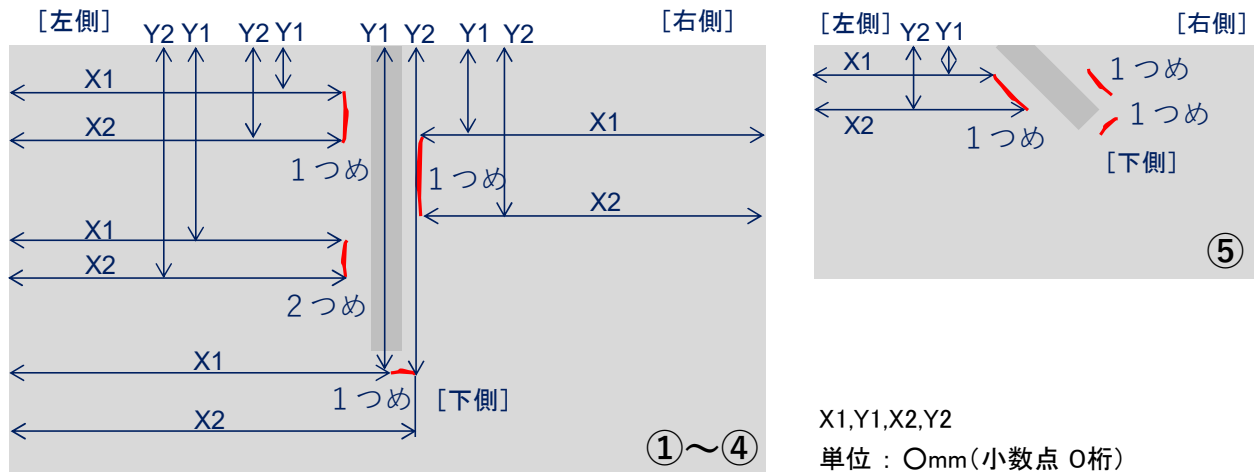 [左側]
Y2 Y1
Y2 Y1
Y1 Y2
Y1 Y2
[右側]
X1
X2
1つめ
X1
1つめ
X2
X1
X2
2つめ
X1
1つめ
[下側]
X2
①～④
[左側]
Y2 Y1
[右側]
X1
X2
1つめ
1つめ
1つめ
[下側]
⑤
X1,Y1,X2,Y2
単位 : 〇mm(小数点 0桁)